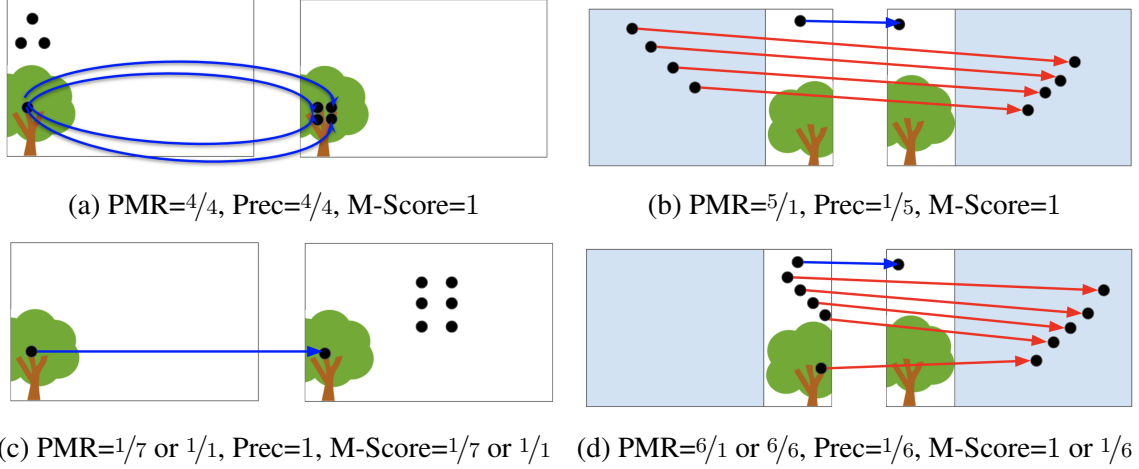 (a) PMR=4/4, Prec=4/4, M-Score=1
(b) PMR=5/1, Prec=1/5, M-Score=1
(c) PMR=1/7 or 1/1, Prec=1, M-Score=1/7 or 1/1
(d) PMR=6/1 or 6/6, Prec=1/6, M-Score=1 or 1/6